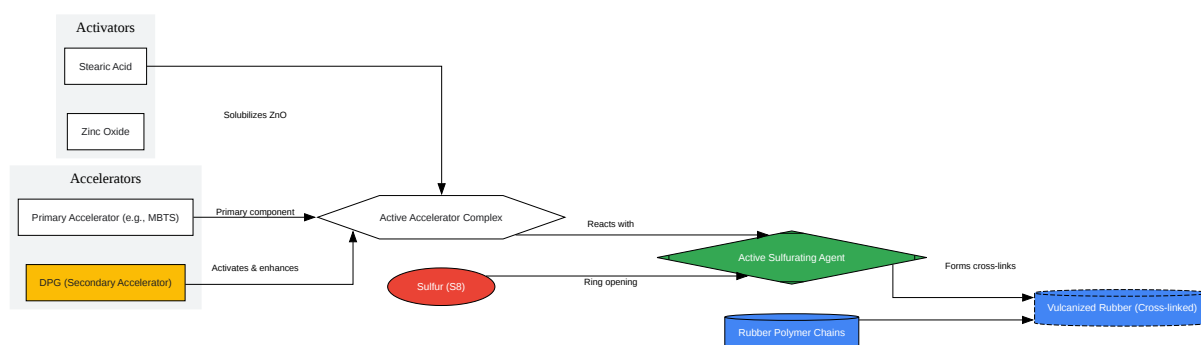 Activators
Stearic Acid
Solubilizes ZnO
Zinc Oxide
Accelerators
Primary Accelerator (e.g., MBTS)
Primary component
Active Accelerator Complex
Reacts with
Active Sulfurating Agent
DPG (Secondary Accelerator)
Activates & enhances
Sulfur (S8)
Ring opening
Forms cross-links
Vulcanized Rubber (Cross-linked)
Rubber Polymer Chains